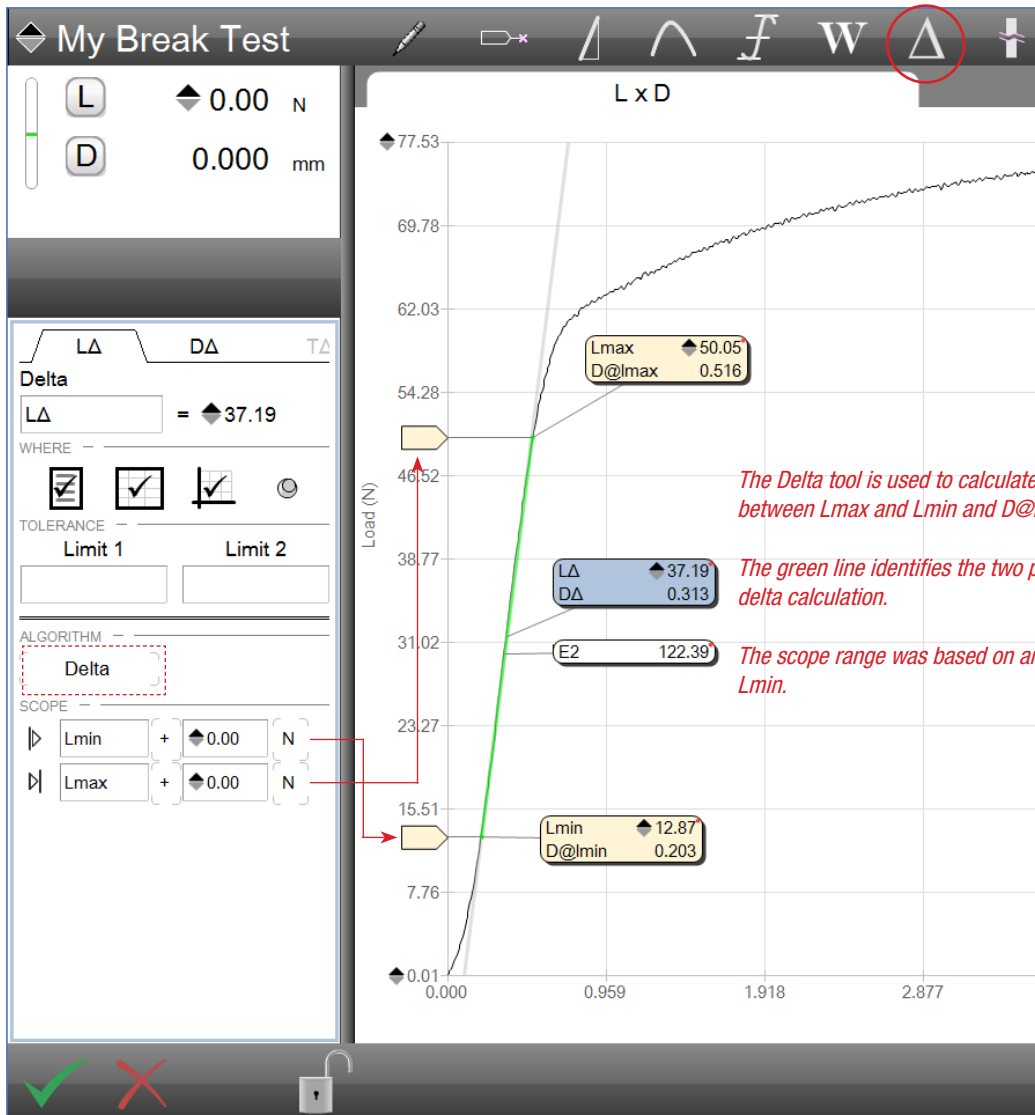 My Break Test
W Δ
L 0.00 N
D 0.000 mm
LΔ DΔ TΔ
Delta
LΔ = 37.19
WHERE
TOLERANCE
Limit 1 Limit 2
ALGORITHM
Delta
SCOPE
Lmin + 0.00 N
Lmax + 0.00 N
L x D
77.53
69.78
62.03
54.28
46.52
38.77
31.02
23.27
15.51
7.76
0.01
Load (N)
0.000 0.959 1.918 2.877
Lmax 50.05
D@lmax 0.516
The Delta tool is used to calculate
between Lmax and Lmin and
LΔ 37.19
DΔ 0.313
The green line identifies the two
delta calculation.
E2 122.39
The scope range was based on
Lmin.
Lmin 12.87
D@lmin 0.203